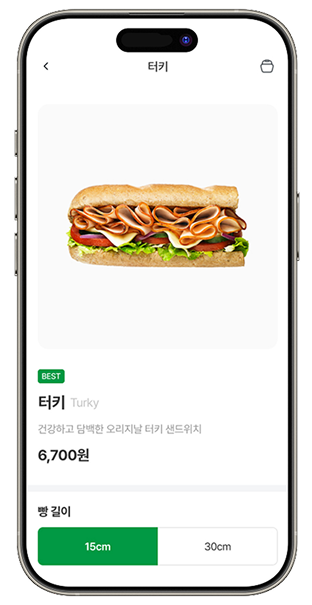 터키
BEST
터키 Turky
건강하고 담백한 오리지날 터키 샌드위치
6,700원
빵 길이
15cm 30cm